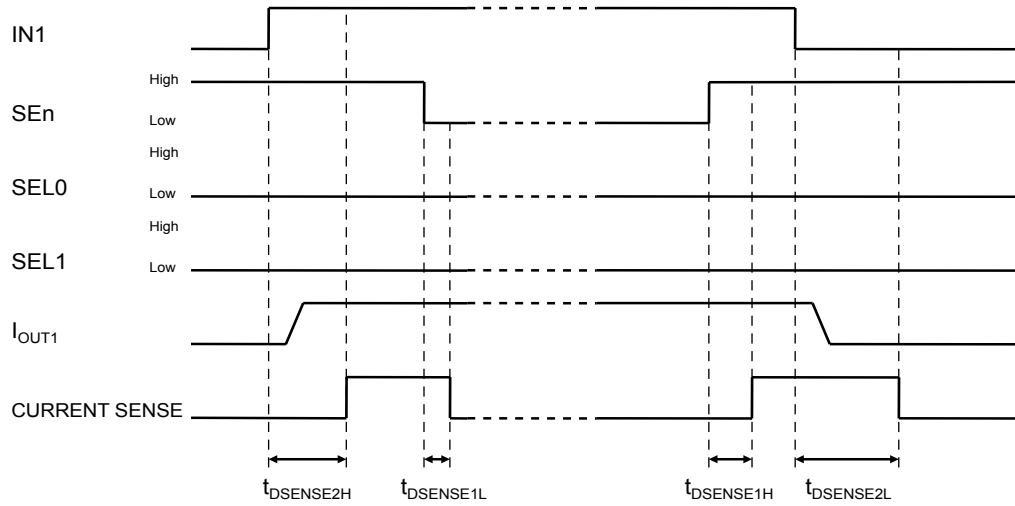 IN1
High
SEn
Low
High
SEL0
Low
High
SEL1
Low
IOUT1
CURRENT SENSE
tDSENSE2H
tDSENSE1L
tDSENSE1H
tDSENSE2L